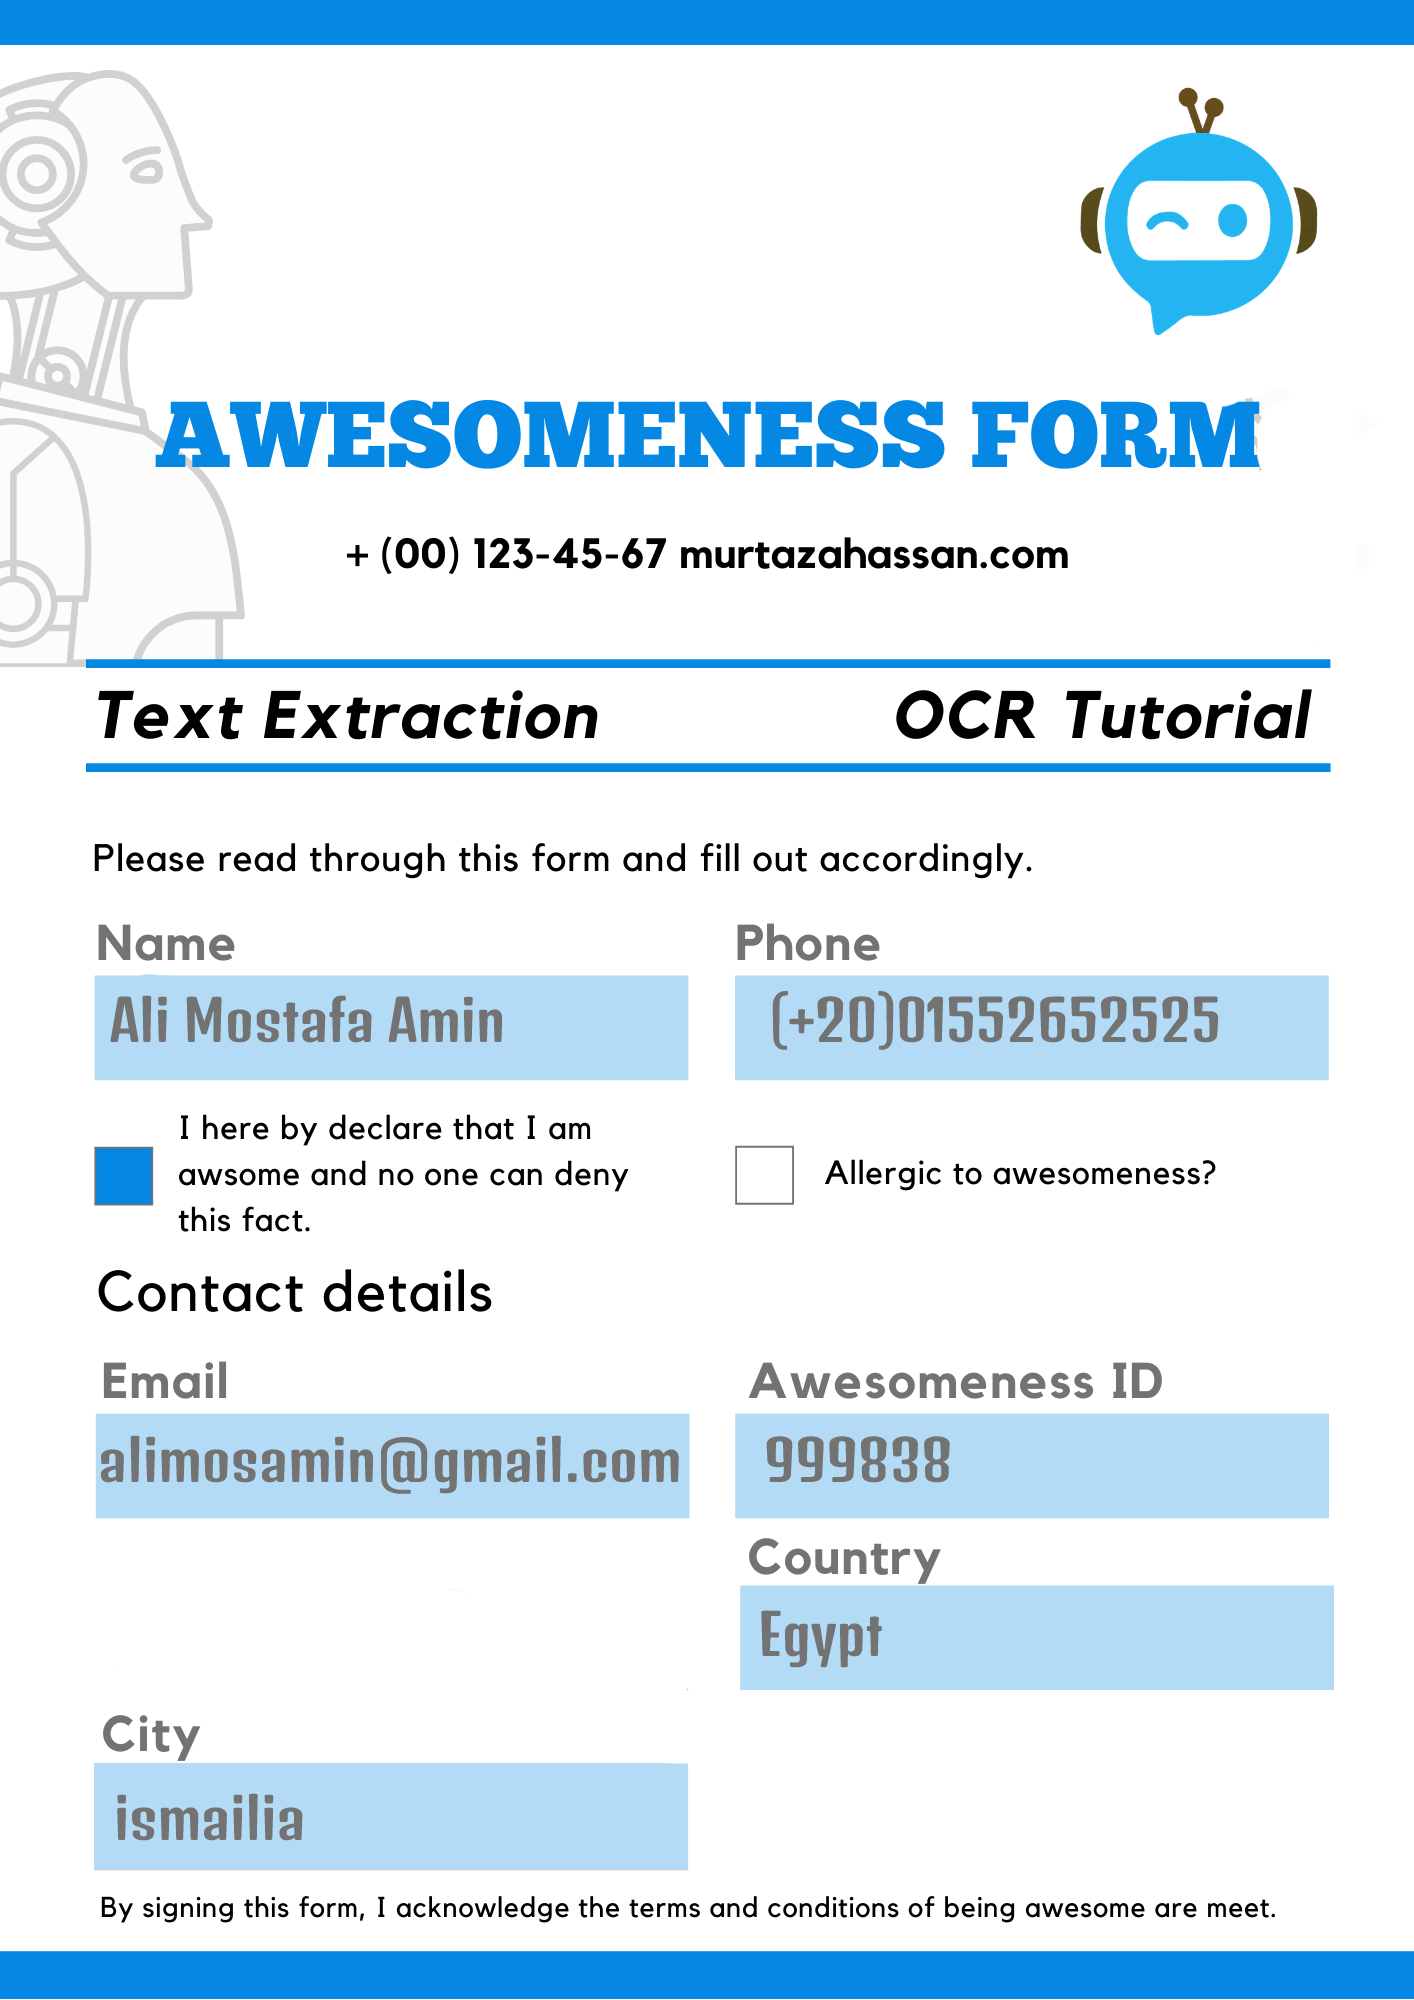 AWESOMENESS FORM
+ (00) 123-45-67 murtazahassan.com
Text Extraction OCR Tutorial
Please read through this form and fill out accordingly.
Name Phone
Ali Mostafa Amin (+20)01552652525
I here by declare that I am
awsome and no one can deny
this fact.
Allergic to awesomeness?
Contact details
Email Awesomeness ID
alimosamin@gmail.com 999838
Country
Egypt
City
ismailia
By signing this form, I acknowledge the terms and conditions of being awesome are meet.